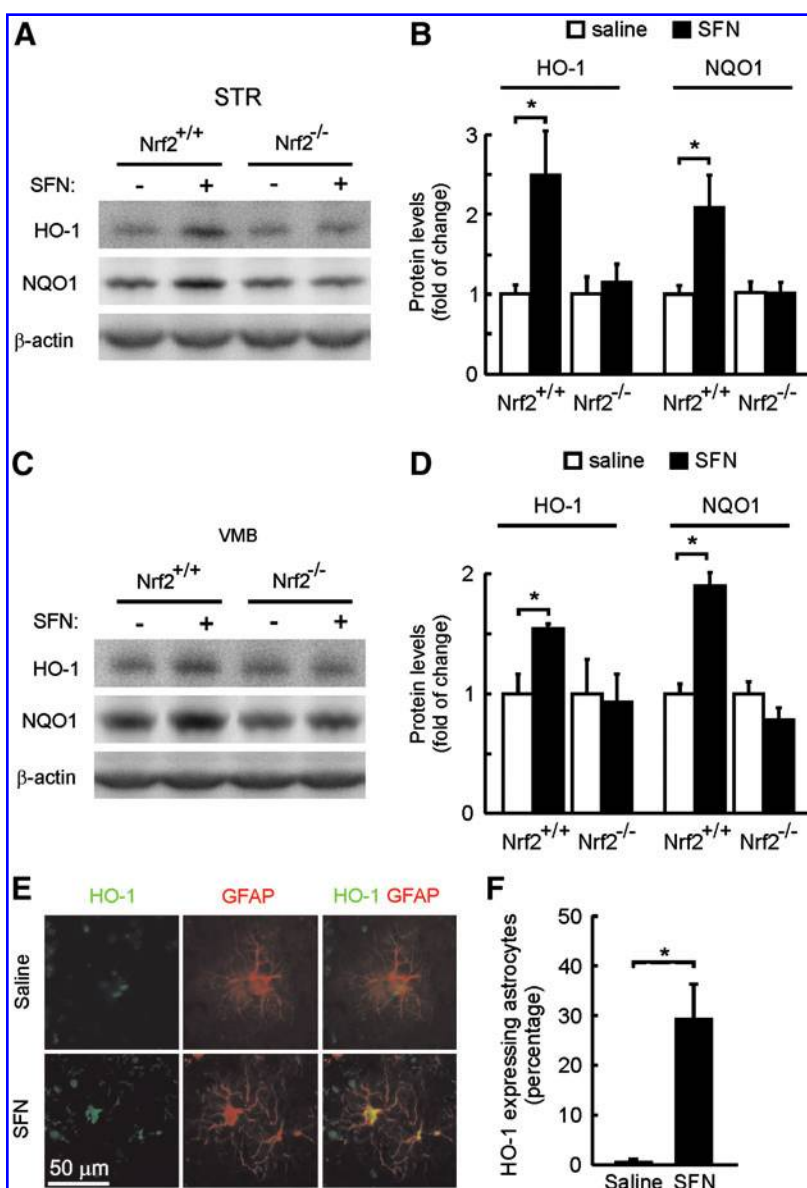 A
STR
Nrf2+/+ Nrf2-/-
SFN: - + - +
HO-1
NQO1
β-actin
B
saline SFN
HO-1 NQO1
*
*
Protein levels
(fold of change)
3
2
1
0
Nrf2+/+ Nrf2-/- Nrf2+/+ Nrf2-/-
C
VMB
Nrf2+/+ Nrf2-/-
SFN: - + - +
HO-1
NQO1
β-actin
D
saline SFN
HO-1 NQO1
*
*
Protein levels
(fold of change)
2
1
0
Nrf2+/+ Nrf2-/- Nrf2+/+ Nrf2-/-
E
HO-1 GFAP HO-1 GFAP
Saline
SFN
50 μm
F
*
HO-1 expressing astrocytes
(percentage)
50
40
30
20
10
0
Saline SFN